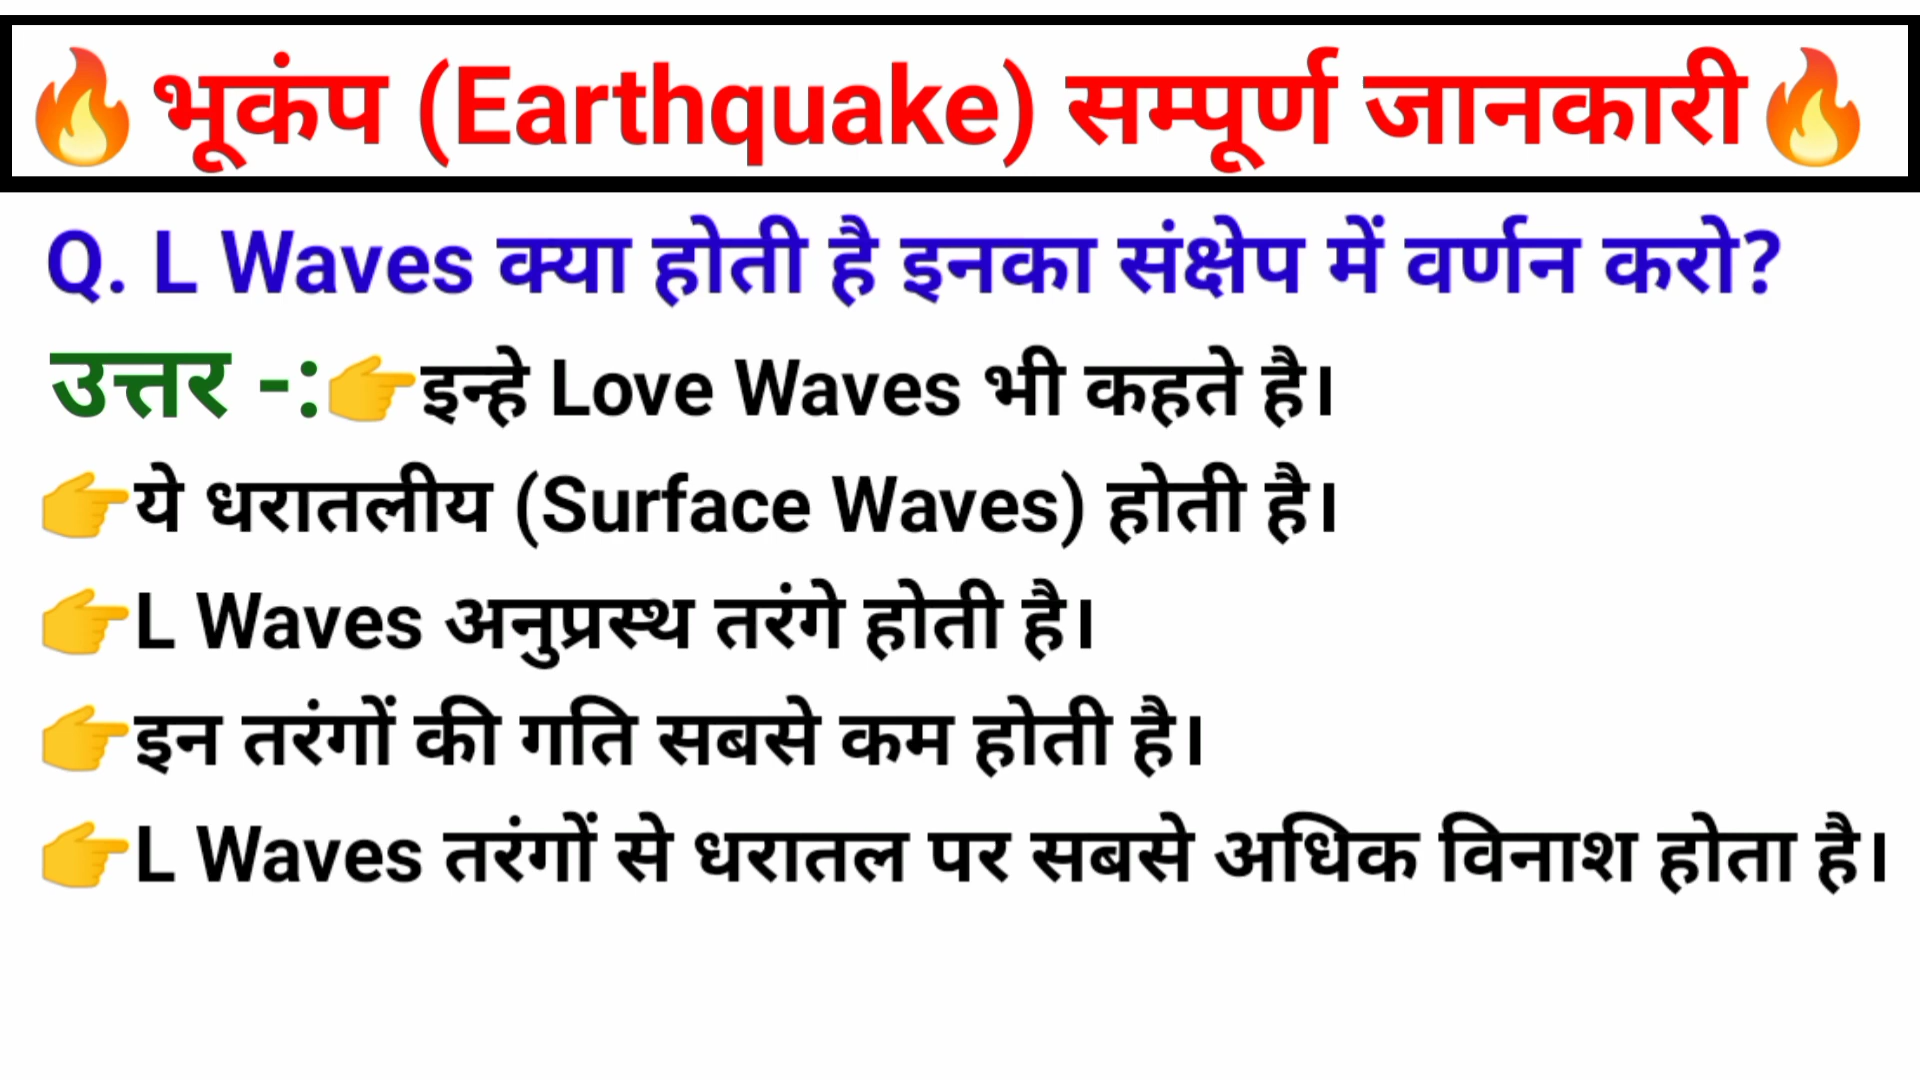 🔥भूकंप (Earthquake) सम्पूर्ण जानकारी🔥
Q. L Waves क्या होती है इनका संक्षेप में वर्णन करो?
उत्तर -:👉इन्हे Love Waves भी कहते है।
👉ये धरातलीय (Surface Waves) होती है।
👉L Waves अनुप्रस्थ तरंगे होती है।
👉इन तरंगों की गति सबसे कम होती है।
👉L Waves तरंगों से धरातल पर सबसे अधिक विनाश होता है।